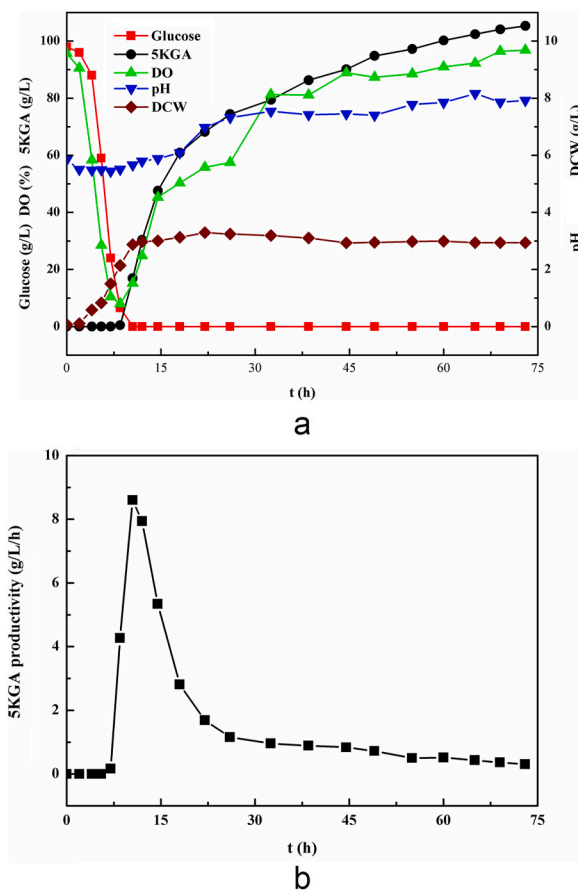 Glucose
5KGA
DO
pH
DCW
100
80
60
40
20
0
10
8
6
4
2
0
0
15
30
45
60
75
Glucose (g/L) DO (%) 5KGA (g/L)
pH DCW (g/L)
t (h)
a
10
8
6
4
2
0
0
15
30
45
60
75
5KGA productivity (g/L/h)
t (h)
b